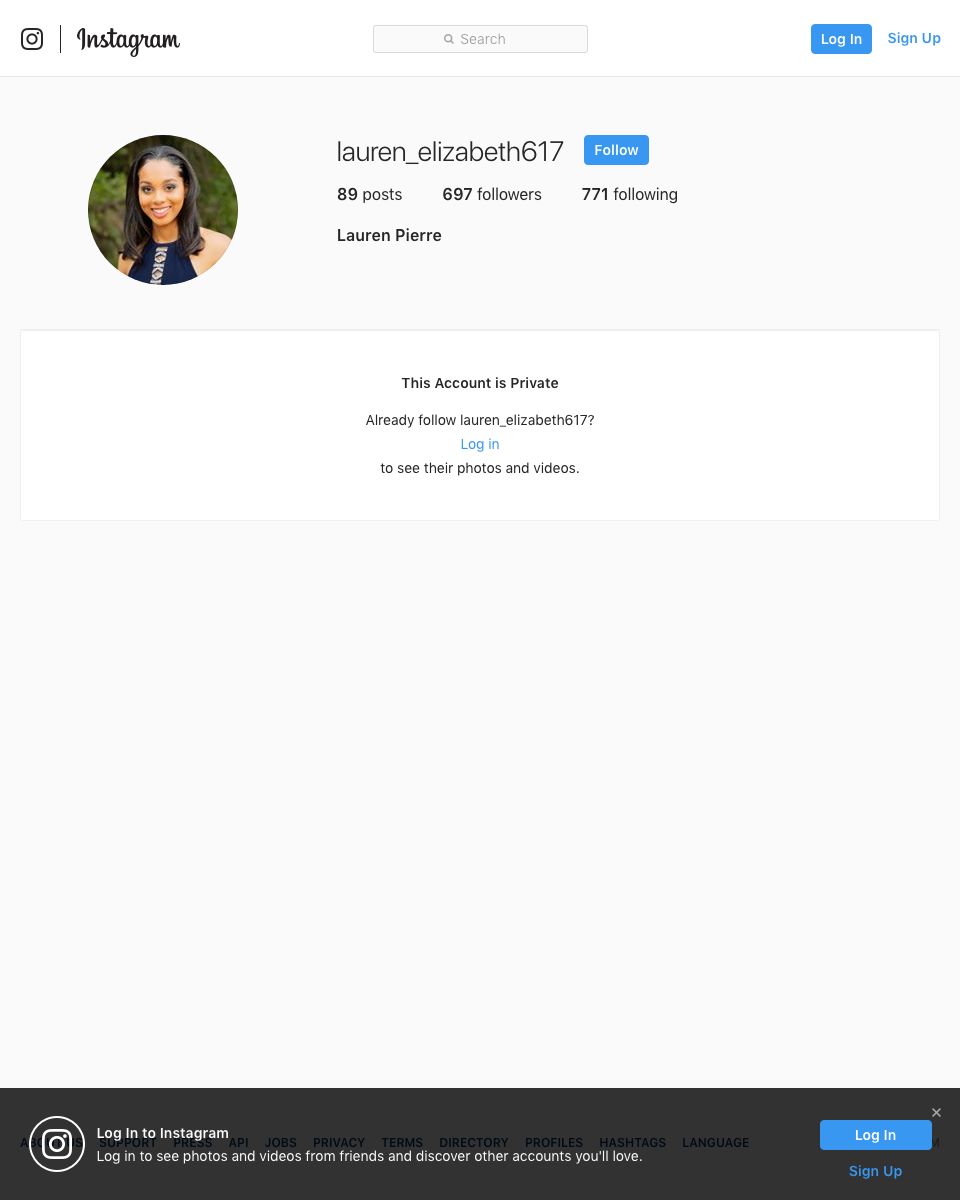 Instagram
Search
Log In
Sign Up
lauren_elizabeth617
Follow
89 posts
697 followers
771 following
Lauren Pierre
This Account is Private
Already follow lauren_elizabeth617?
Log in
to see their photos and videos.
Log In to Instagram
Log in to see photos and videos from friends and discover other accounts you'll love.
SUPPORT PRESS API JOBS PRIVACY TERMS DIRECTORY PROFILES HASHTAGS LANGUAGE
Log In
Sign Up